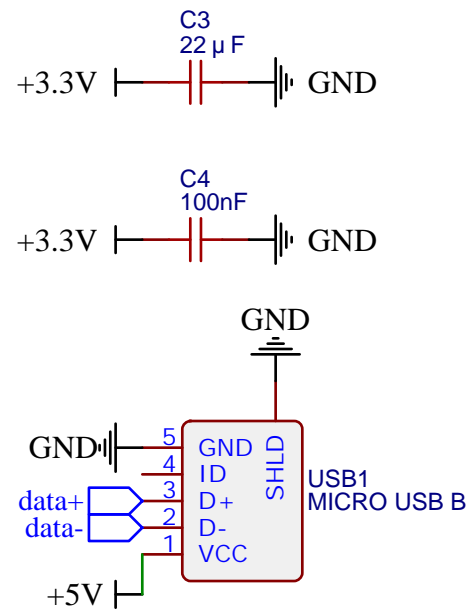 C3
22 µ F
+3.3V GND
C4
100nF
+3.3V GND
GND
GND 5 GND
4 ID
data+ 3 D+
data- 2 D-
1 VCC
SHLD
USB1
MICRO USB B
+5V